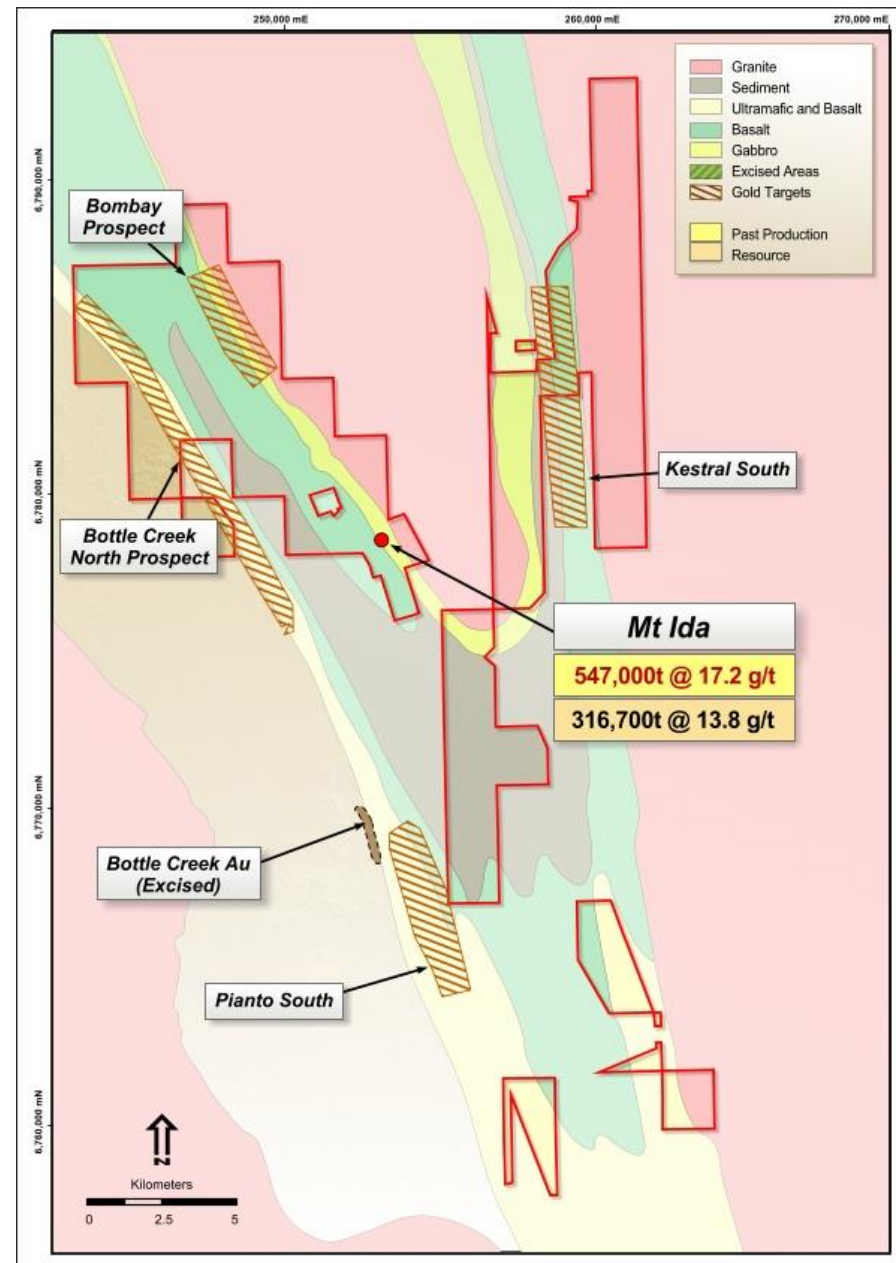 250,000 mE
260,000 mE
270,000 mE
Granite
Sediment
Ultramafic and Basalt
Basalt
Gabbro
Excised Areas
Gold Targets
Past Production
Resource
6,790,000 mN
Bombay
Prospect
Kestral South
6,780,000 mN
Bottle Creek
North Prospect
Mt Ida
547,000t @ 17.2 g/t
316,700t @ 13.8 g/t
6,770,000 mN
Bottle Creek Au
(Excised)
Pianto South
6,760,000 mN
N
Kilometers
0 2.5 5